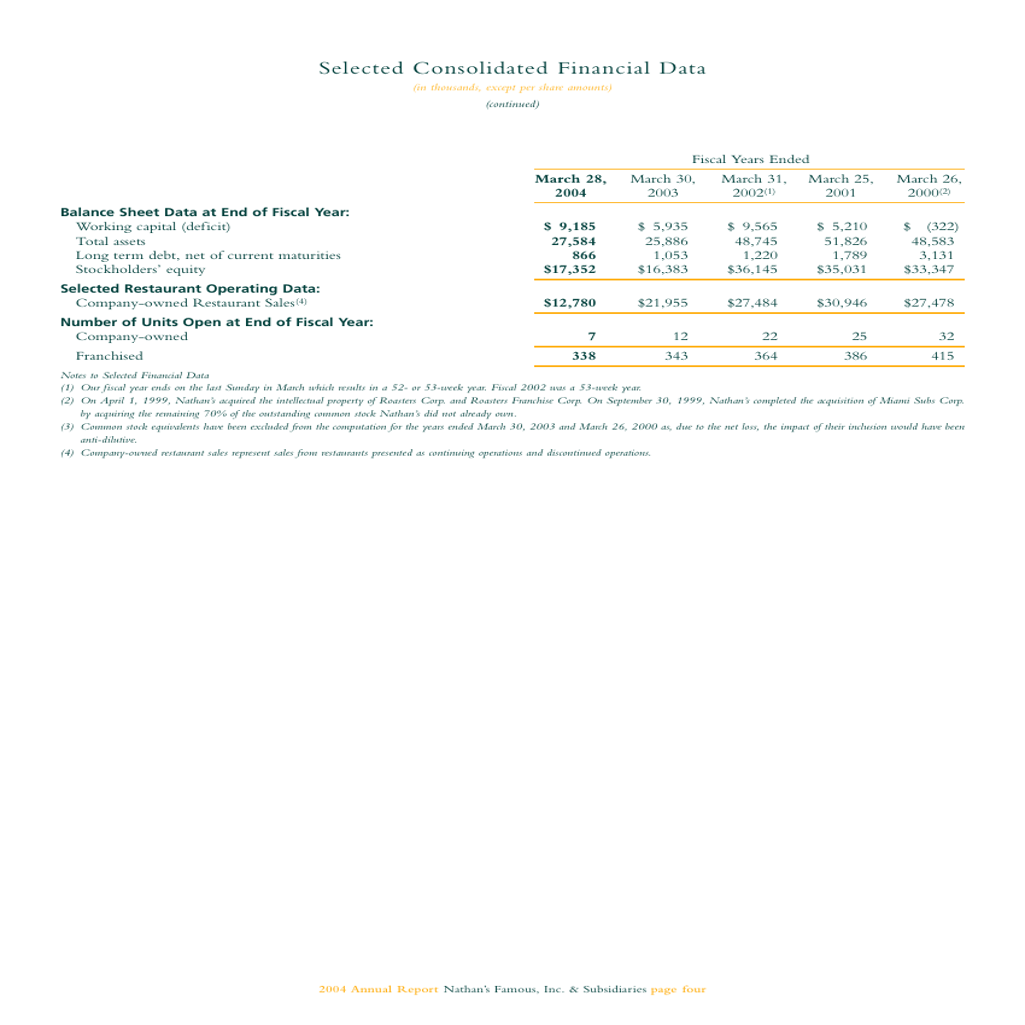 Selected Consolidated Financial Data
(in thousands, except per share amounts)
(continued)
Fiscal Years Ended
March 28, March 30, March 31, March 25, March 26,
2004 2003 2002(1) 2001 2000(2)
Balance Sheet Data at End of Fiscal Year:
Working capital (deficit) $ 9,185 $ 5,935 $ 9,565 $ 5,210 $ (322)
Total assets 27,584 25,886 48,745 51,826 48,583
Long term debt, net of current maturities 866 1,053 1,220 1,789 3,131
Stockholders' equity $17,352 $16,383 $36,145 $35,031 $33,347
Selected Restaurant Operating Data:
Company-owned Restaurant Sales(4) $12,780 $21,955 $27,484 $30,946 $27,478
Number of Units Open at End of Fiscal Year:
Company-owned 7 12 22 25 32
Franchised 338 343 364 386 415
Notes to Selected Financial Data
(1) Our fiscal year ends on the last Sunday in March which results in a 52- or 53-week year. Fiscal 2002 was a 53-week year.
(2) On April 1, 1999, Nathan's acquired the intellectual property of Roasters Corp. and Roasters Franchise Corp. On September 30, 1999, Nathan's completed the acquisition of Miami Subs Corp.
by acquiring the remaining 70% of the outstanding common stock Nathan's did not already own.
(3) Common stock equivalents have been excluded from the computation for the years ended March 30, 2003 and March 26, 2000 as, due to the net loss, the impact of their inclusion would have been
anti-dilutive.
(4) Company-owned restaurant sales represent sales from restaurants presented as continuing operations and discontinued operations.
2004 Annual Report Nathan's Famous, Inc. & Subsidiaries page four